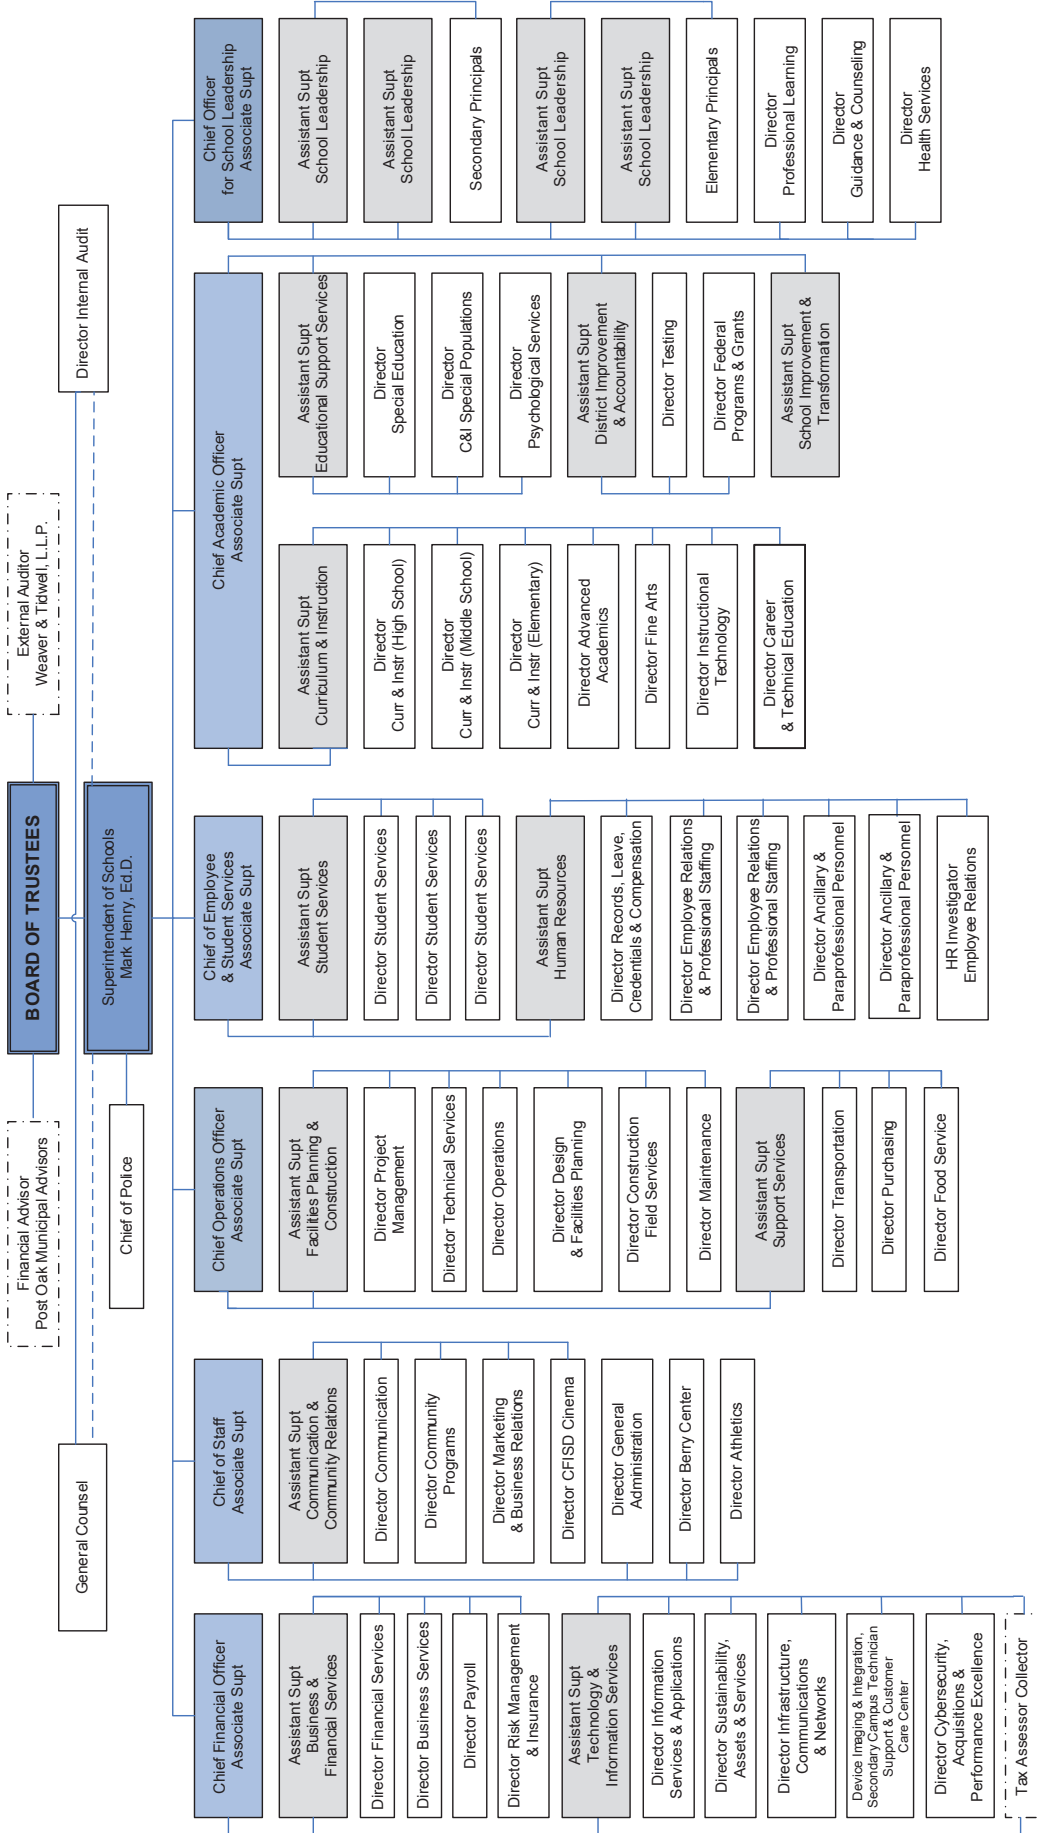 BOARD OF TRUSTEES
Financial Advisor
Post Oak Municipal Advisors
External Auditor
Weaver & Tidwell, L.L.P.
General Counsel
Director Internal Audit
Superintendent of Schools
Mark Henry, Ed.D.
Chief of Police
Chief Financial Officer
Associate Supt
Assistant Supt
Business &
Financial Services
Director Financial Services
Director Business Services
Director Payroll
Director Risk Management
& Insurance
Assistant Supt
Technology &
Information Services
Director Information
Services & Applications
Director Sustainability,
Assets & Services
Director Infrastructure,
Communications
& Networks
Device Imaging & Integration,
Secondary Campus Technician
Support & Customer
Care Center
Director Cybersecurity,
Acquisitions &
Performance Excellence
Tax Assessor Collector
Chief of Staff
Associate Supt
Assistant Supt
Communication &
Community Relations
Director Communication
Director Community
Programs
Director Marketing
& Business Relations
Director CFISD Cinema
Director General
Administration
Director Berry Center
Director Athletics
Chief Operations Officer
Associate Supt
Assistant Supt
Facilities Planning &
Construction
Director Project
Management
Director Technical Services
Director Operations
Director Design
& Facilities Planning
Director Construction
Field Services
Director Maintenance
Assistant Supt
Support Services
Director Transportation
Director Purchasing
Director Food Service
Chief of Employee
& Student Services
Associate Supt
Assistant Supt
Student Services
Director Student Services
Director Student Services
Director Student Services
Assistant Supt
Human Resources
Director Records, Leave,
Credentials & Compensation
Director Employee Relations
& Professional Staffing
Director Employee Relations
& Professional Staffing
Director Ancillary &
Paraprofessional Personnel
Director Ancillary &
Paraprofessional Personnel
HR Investigator
Employee Relations
Chief Academic Officer
Associate Supt
Assistant Supt
Curriculum & Instruction
Director
Curr & Instr (High School)
Director
Curr & Instr (Middle School)
Director
Curr & Instr (Elementary)
Director Advanced
Academics
Director Fine Arts
Director Instructional
Technology
Director Career
& Technical Education
Assistant Supt
Educational Support Services
Director
Special Education
Director
C&I Special Populations
Director
Psychological Services
Assistant Supt
District Improvement
& Accountability
Director Testing
Director Federal
Programs & Grants
Assistant Supt
School Improvement &
Transformation
Chief Officer
for School Leadership
Associate Supt
Assistant Supt
School Leadership
Assistant Supt
School Leadership
Secondary Principals
Assistant Supt
School Leadership
Assistant Supt
School Leadership
Elementary Principals
Director
Professional Learning
Director
Guidance & Counseling
Director
Health Services